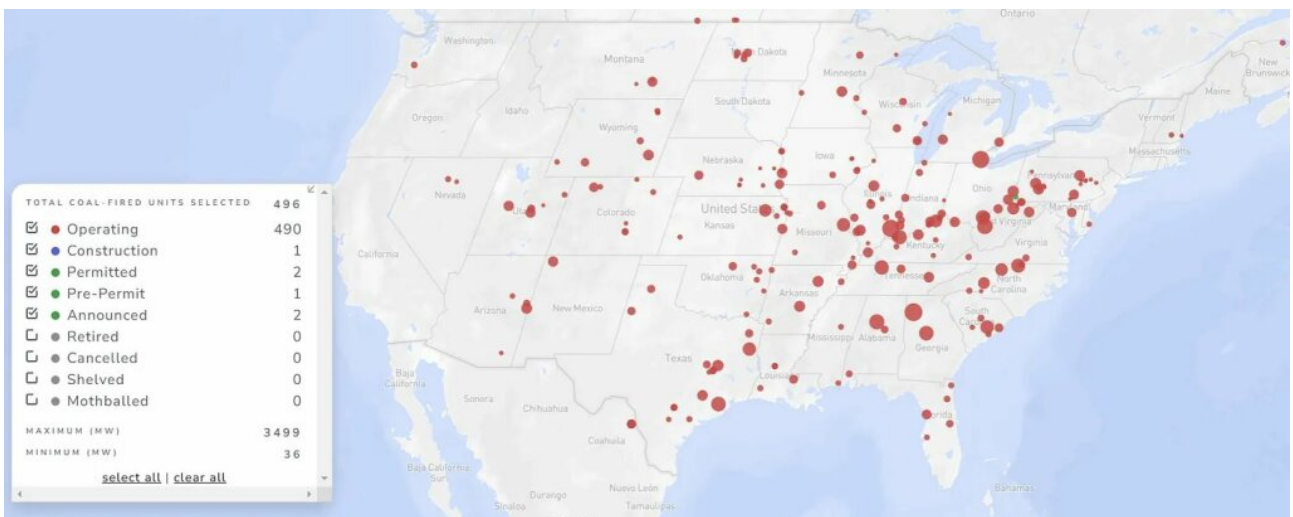 Ontario
Washington
North Dakota
Montana
Minnesota
New
Brunswick
Maine
South Dakota
Wisconsin
Michigan
Oregon
Idaho
Wyoming
Vermont
Massachusetts
Nebraska
Iowa
Pennsylvania
Nevada
Utah
Colorado
United States
Kansas
Missouri
Illinois
Indiana
Ohio
West Virginia
Maryland
Virginia
Kentucky
California
Oklahoma
Arkansas
Tennessee
North
Carolina
Arizona
New Mexico
Mississippi
Alabama
Georgia
South
Carolina
Texas
Louisiana
Florida
Baja
California
Sonora
Chihuahua
Coahuila
Baja California
Sur
Nuevo León
Bahamas
Sinaloa
Durango
Tamaulipas
TOTAL COAL-FIRED UNITS SELECTED 496
Operating 490
Construction 1
Permitted 2
Pre-Permit 1
Announced 2
Retired 0
Cancelled 0
Shelved 0
Mothballed 0
MAXIMUM (MW) 3499
MINIMUM (MW) 36
select all | clear all